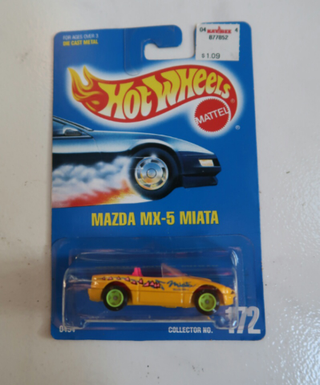 FOR AGES OVER 3
DIE CAST METAL
877852
$1.09
HOT WHEELS
MATTEL
®
MAZDA MX-5 MIATA
COLLECTOR NO. 172